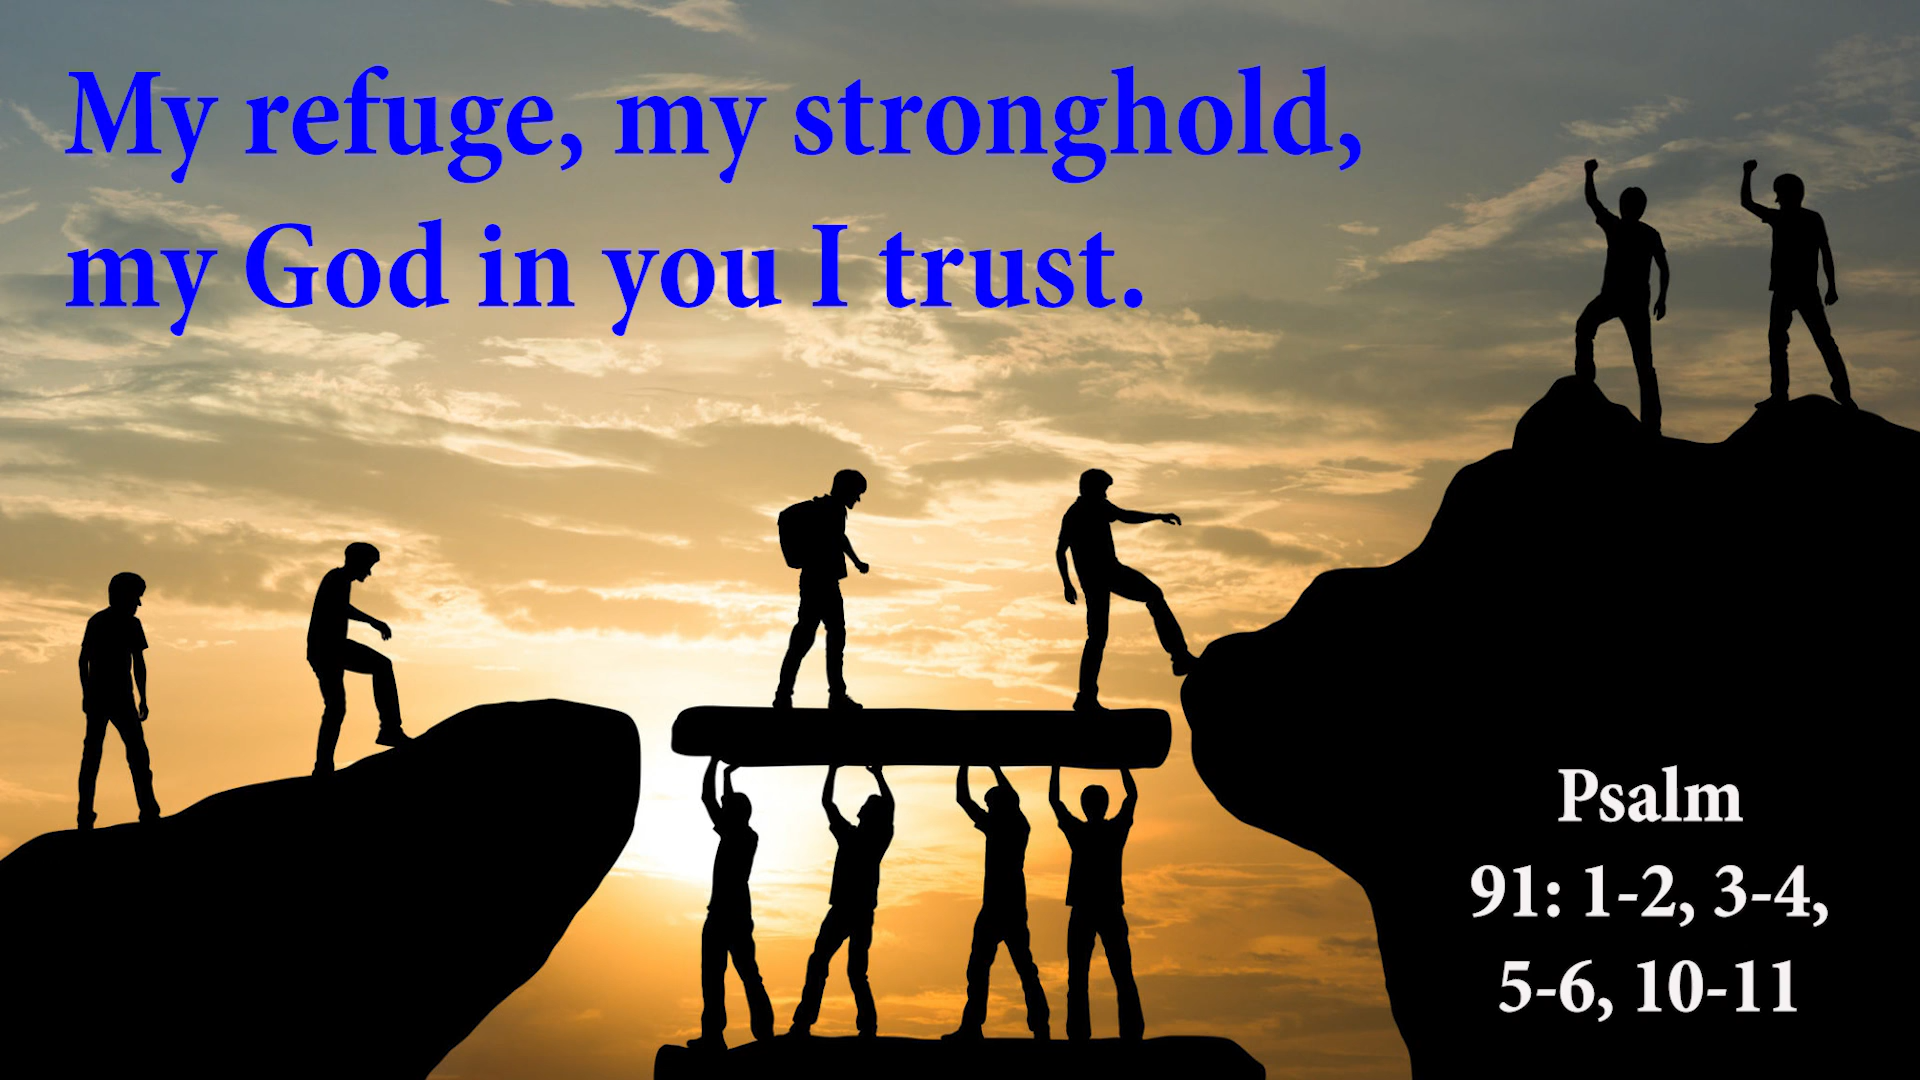 My refuge, my stronghold,
my God in you I trust.
Psalm
91: 1-2, 3-4,
5-6, 10-11